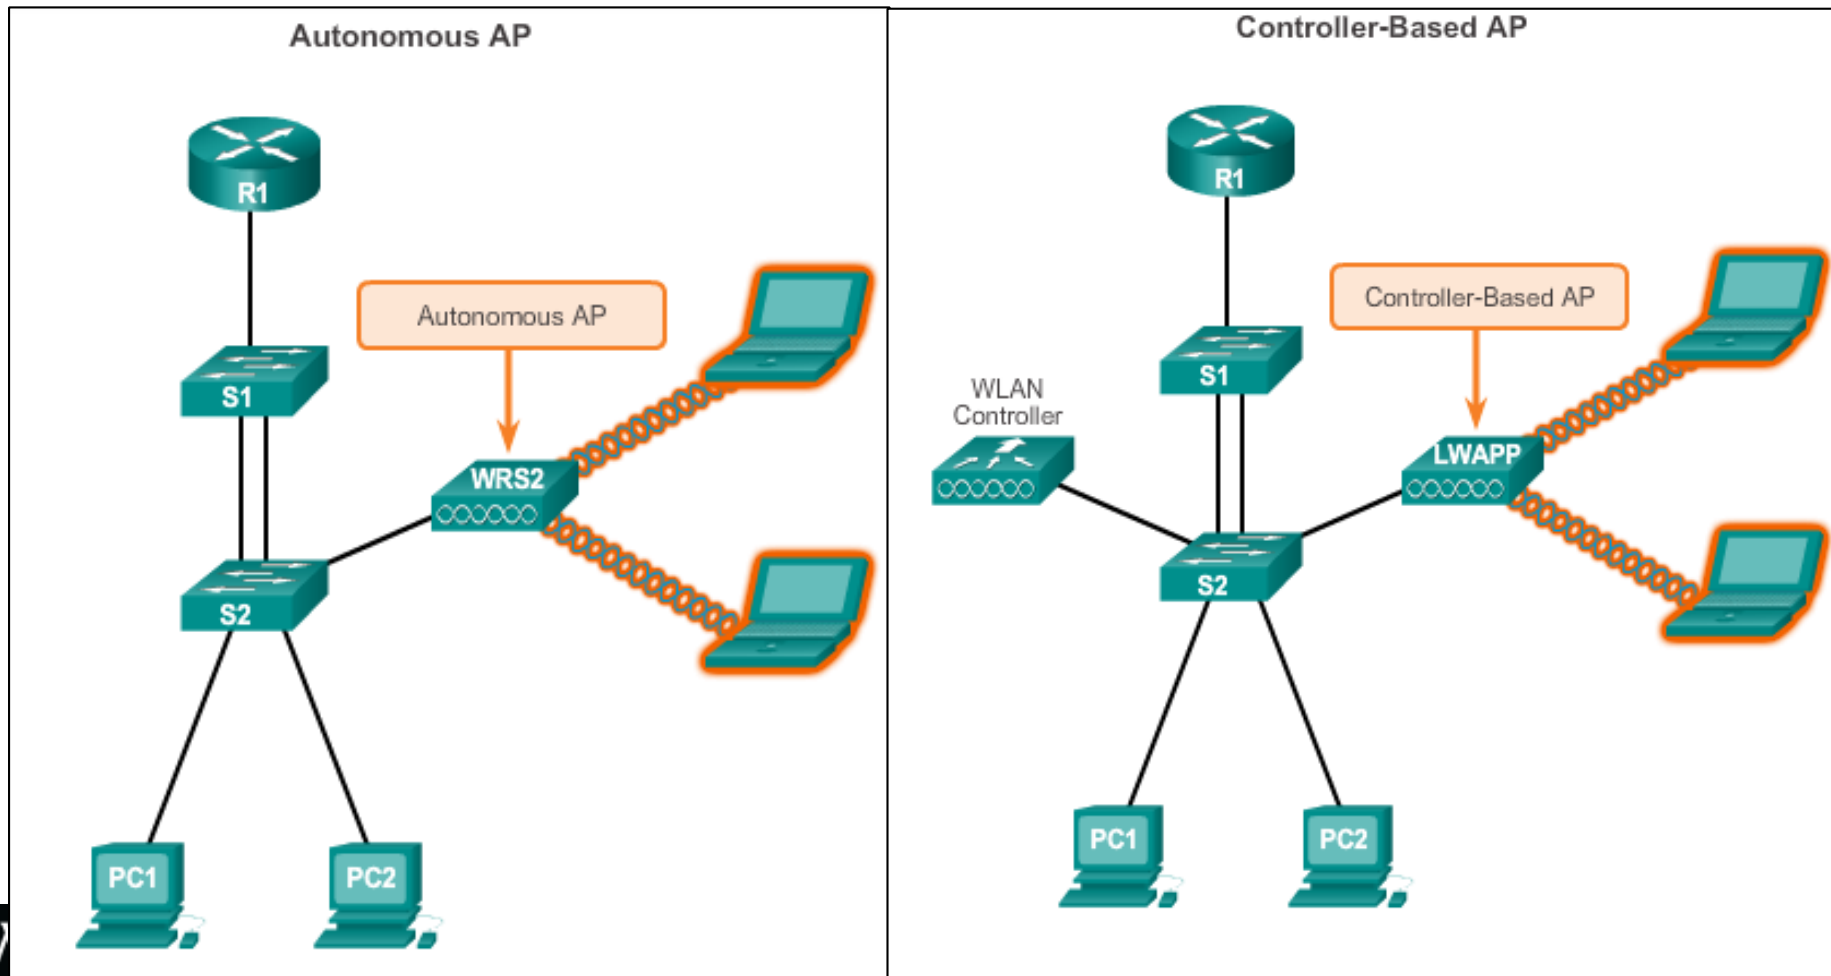 Autonomous AP
R1
Autonomous AP
S1
WRS2
S2
PC1
PC2
Controller-Based AP
R1
Controller-Based AP
S1
WLAN
Controller
LWAPP
S2
PC1
PC2